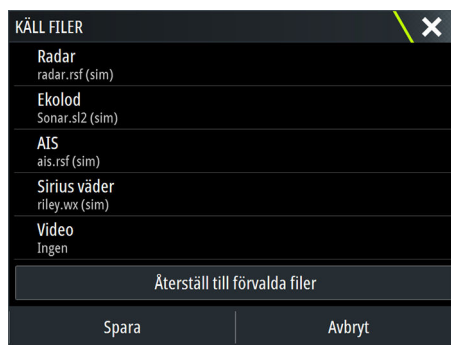 KÄLL FILER
Radar
radar.rsf (sim)
Ekolod
Sonar.sl2 (sim)
AIS
ais.rsf (sim)
Sirius väder
riley.wx (sim)
Video
Ingen
Återställ till förvalda filer
Spara
Avbryt